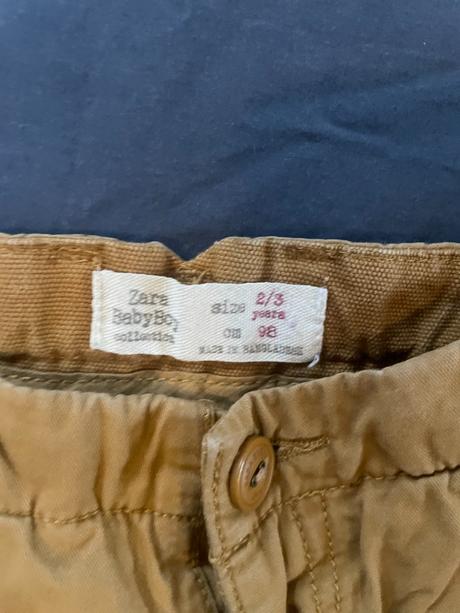 Zara
BabyBoy
collection
size 2/3
years
cm 98
MADE IN BANGLADESH